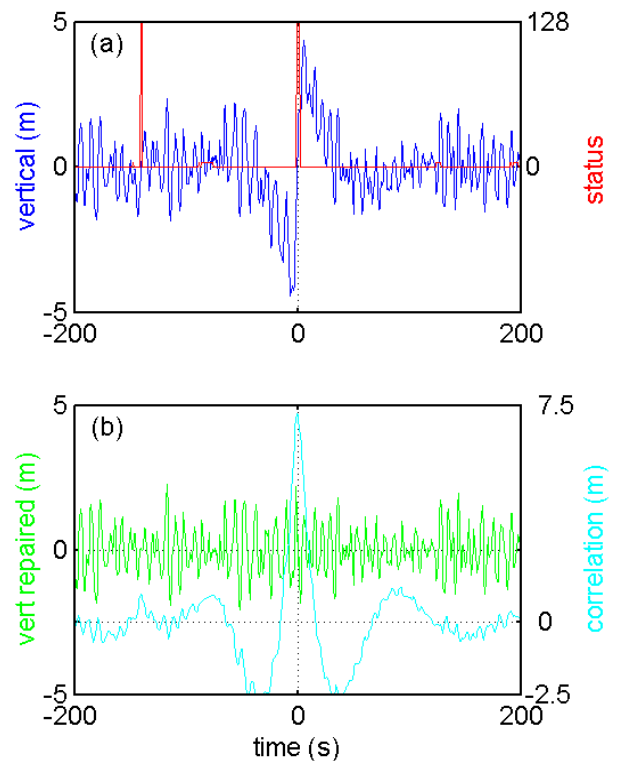 5
(a)
128
vertical (m)
0
0
status
-5
-200
0
200
5
(b)
7.5
vert repaired (m)
0
0
correlation (m)
-5
-2.5
-200
0
200
time (s)